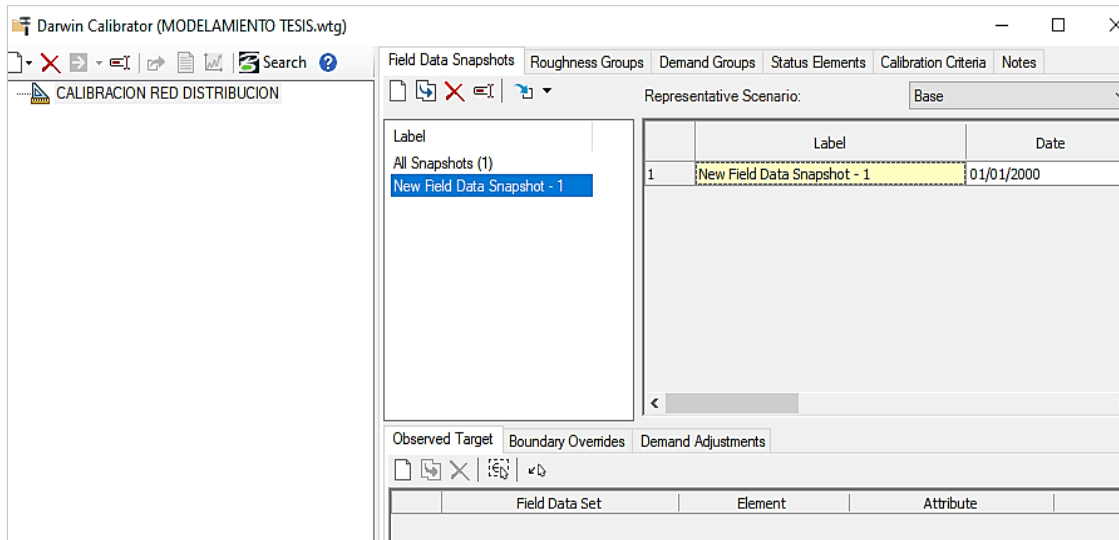 Darwin Calibrator (MODELAMIENTO TESIS.wtg)
Search
CALIBRACION RED DISTRIBUCION
Field Data Snapshots Roughness Groups Demand Groups Status Elements Calibration Criteria Notes
Representative Scenario: Base
Label
All Snapshots (1)
New Field Data Snapshot - 1
Label Date
1 New Field Data Snapshot - 1 01/01/2000
Observed Target Boundary Overrides Demand Adjustments
Field Data Set Element Attribute